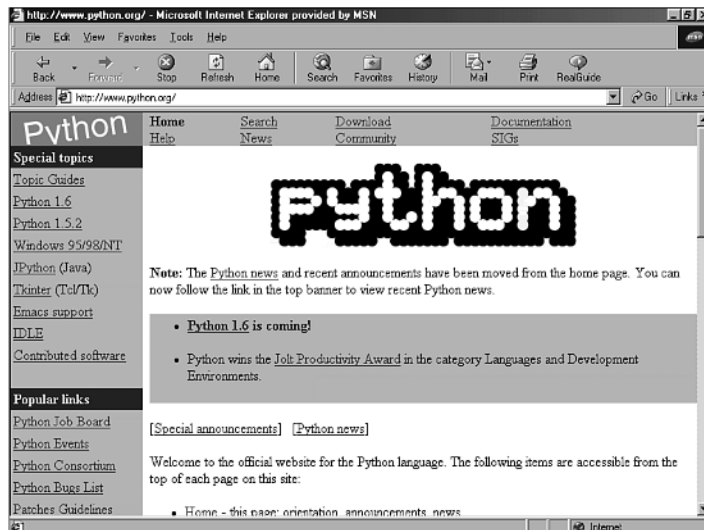 http://www.python.org/ - Microsoft Internet Explorer provided by MSN
File Edit View Favorites Tools Help
Back Forward Stop Refresh Home Search Favorites History Mail Print RealGuide
Address http://www.python.org/ Go Links
Python
Home Search Download Documentation
Help News Community SIGs
Special topics
Topic Guides
Python 1.6
Python 1.5.2
Windows 95/98/NT
JPython (Java)
Tkinter (Tcl/Tk)
Emacs support
IDLE
Contributed software
Popular links
Python Job Board
Python Events
Python Consortium
Python Bugs List
Patches Guidelines
python
Note: The Python news and recent announcements have been moved from the home page. You can
now follow the link in the top banner to view recent Python news.
• Python 1.6 is coming!
• Python wins the Jolt Productivity Award in the category Languages and Development
Environments.
[Special announcements] [Python news]
Welcome to the official website for the Python language. The following items are accessible from the
top of each page on this site:
• Home - this page: orientation, announcements, news
Internet